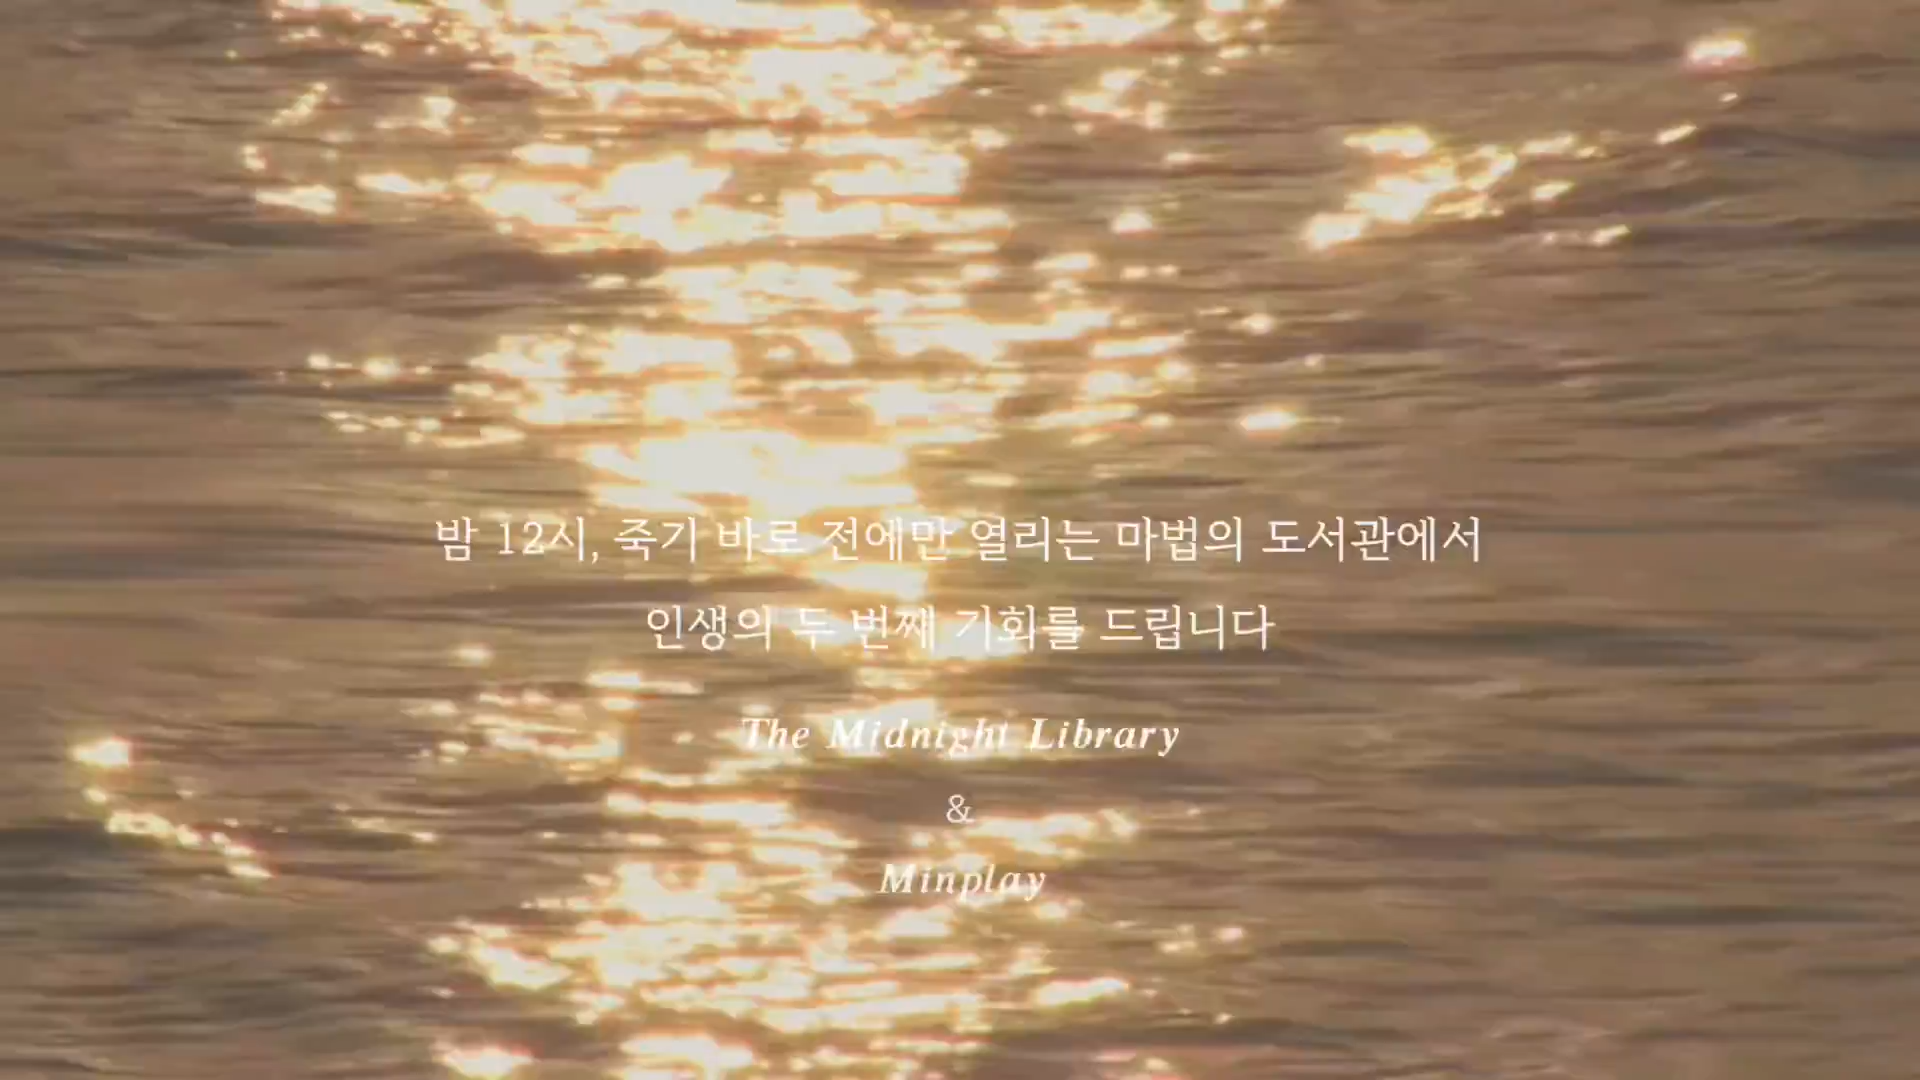 밤 12시, 죽기 바로 전에만 열리는 마법의 도서관에서
인생의 두 번째 기회를 드립니다
The Midnight Library
&
Minplay